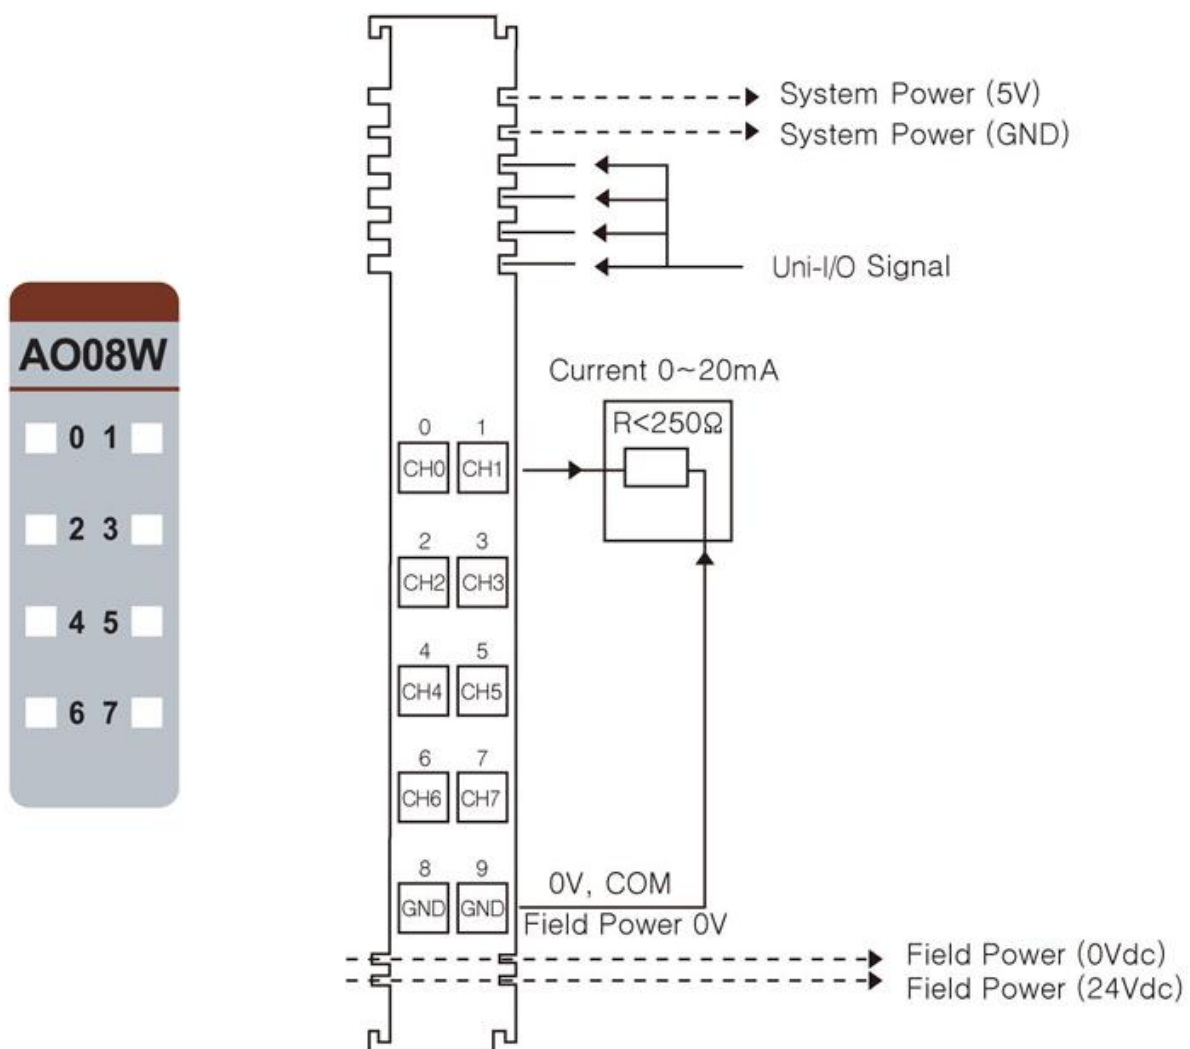 System Power (5V)
System Power (GND)
Uni-I/O Signal
AO08W
0 1
2 3
4 5
6 7
Current 0~20mA
R<250Ω
0 1
CH0 CH1
2 3
CH2 CH3
4 5
CH4 CH5
6 7
CH6 CH7
8 9
GND GND
0V, COM
Field Power 0V
Field Power (0Vdc)
Field Power (24Vdc)